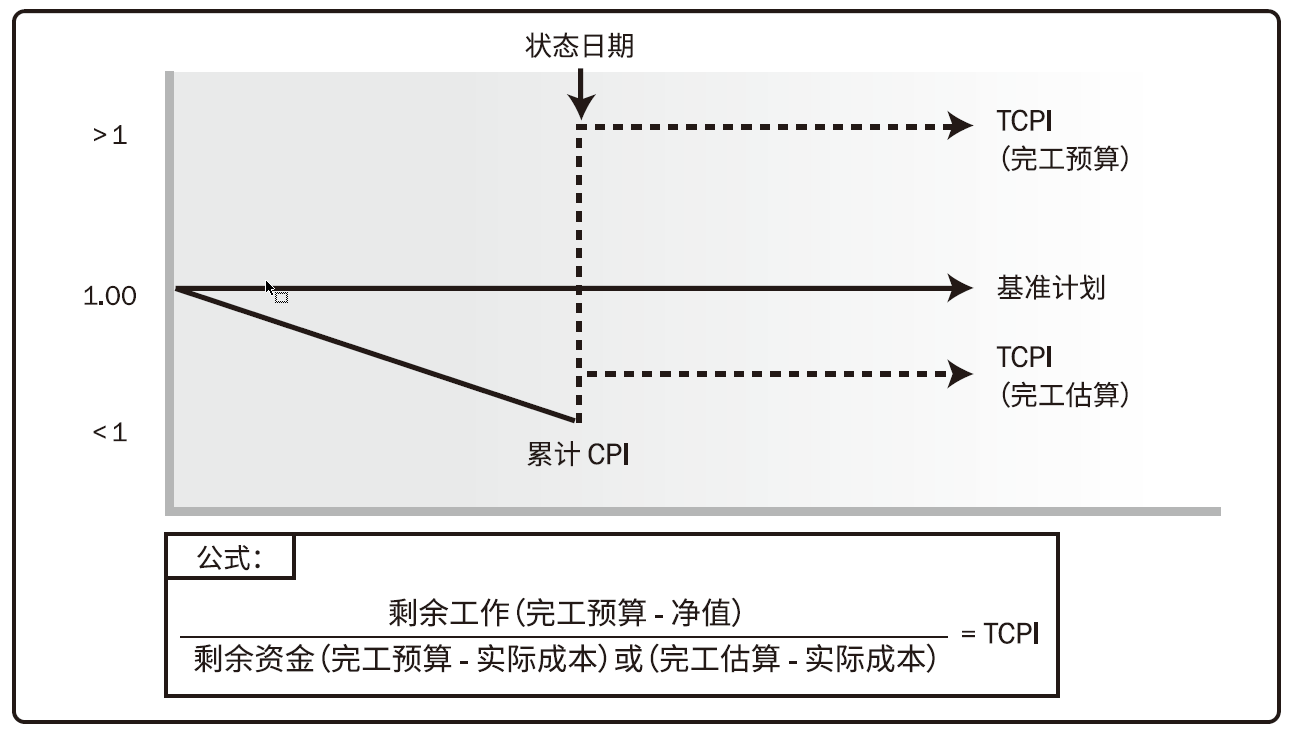 状态日期
>1
TCPI
（完工预算）
1.00
基准计划
TCPI
（完工估算）
<1
累计 CPI
公式：
剩余工作（完工预算 - 净值）
剩余资金（完工预算 - 实际成本）或（完工估算 - 实际成本）
= TCPI